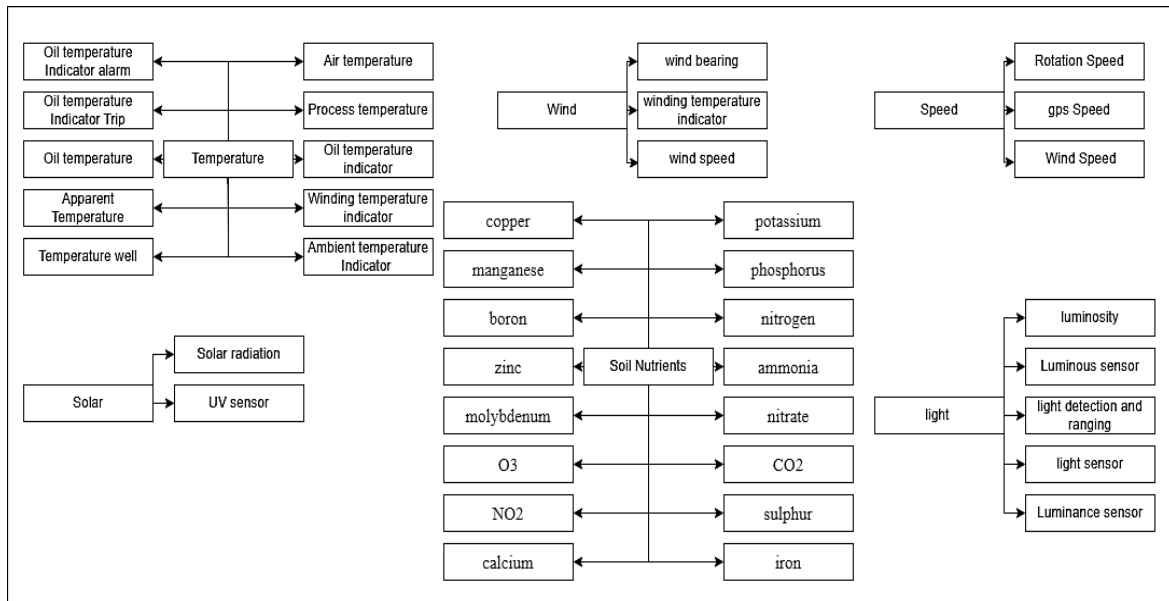 Oil temperature
Indicator alarm
Air temperature
Oil temperature
Indicator Trip
Process temperature
Oil temperature
Temperature
Oil temperature
indicator
Apparent
Temperature
Winding temperature
indicator
Temperature well
Ambient temperature
Indicator
wind bearing
Wind
winding temperature
indicator
wind speed
Rotation Speed
Speed
gps Speed
Wind Speed
copper
potassium
manganese
phosphorus
boron
nitrogen
zinc
Soil Nutrients
ammonia
molybdenum
nitrate
O3
CO2
NO2
sulphur
calcium
iron
Solar radiation
Solar
UV sensor
luminosity
Luminous sensor
light
light detection and
ranging
light sensor
Luminance sensor